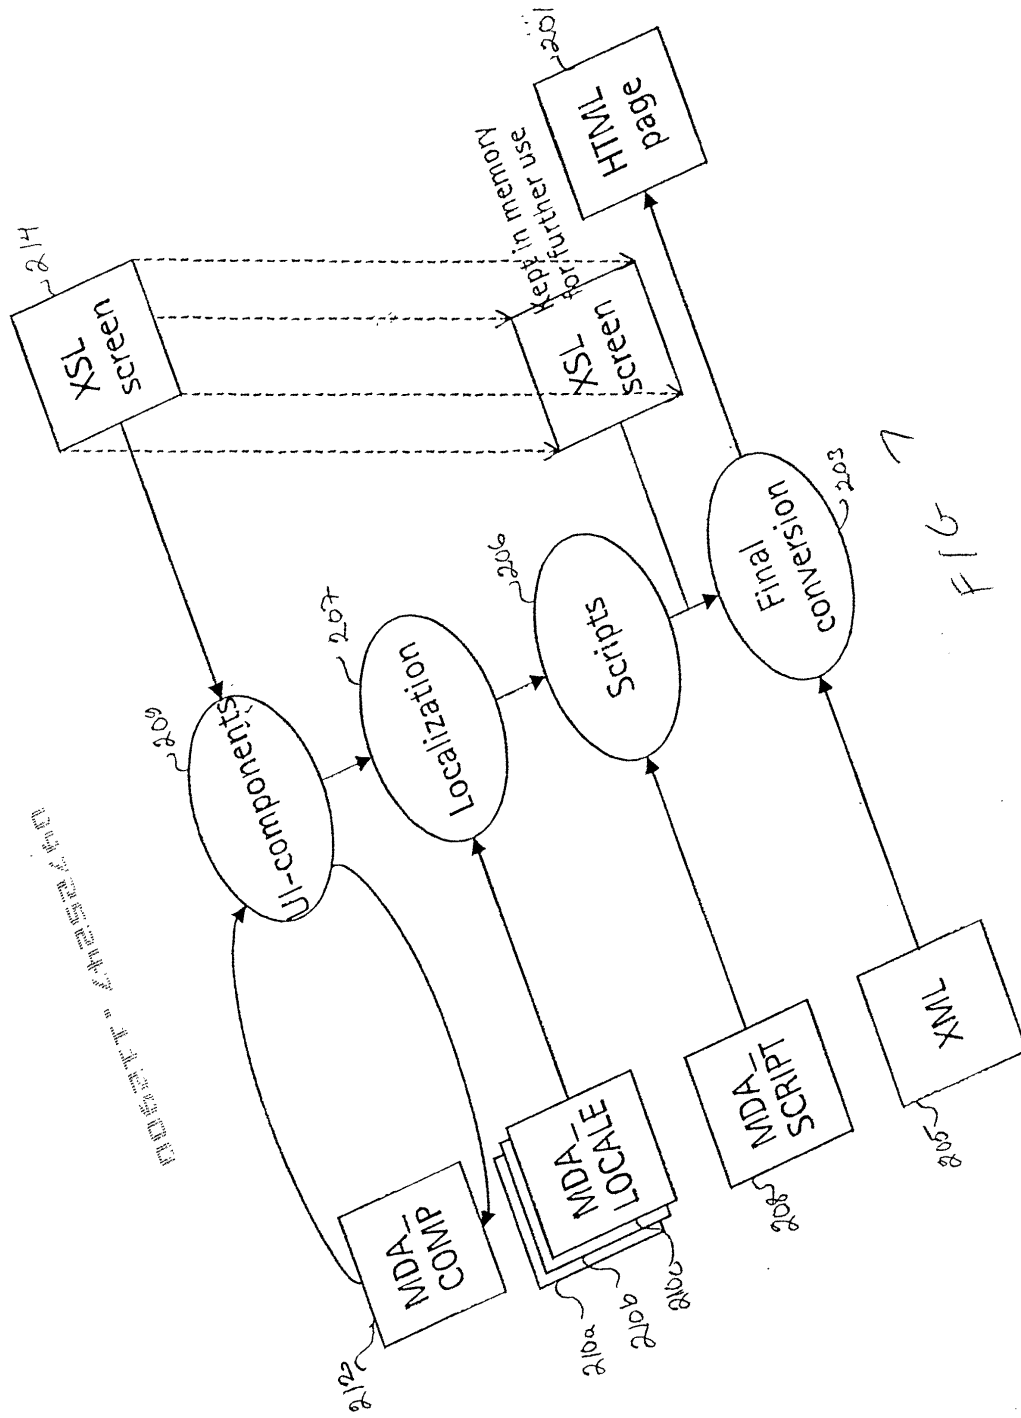 XSL
screen
214
UI-components
209
MDA_
COMP
212
Localization
207
MDA_
LOCALE
210a
210b
210c
Scripts
206
MDA_
SCRIPT
208
XSL
screen
Kept in memory
for further use
Final
conversion
203
XML
205
HTML
page
201
FIG 7